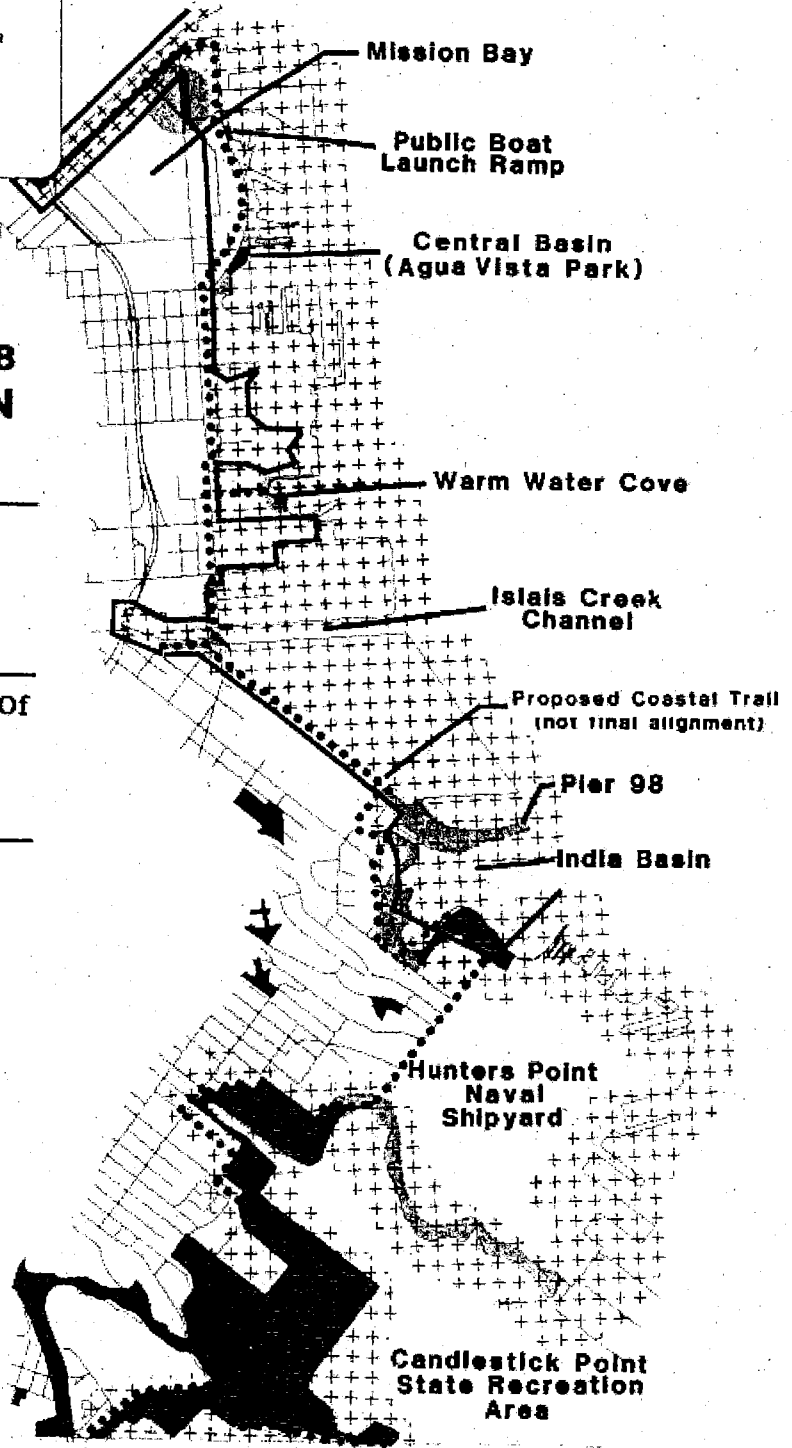 Mission Bay
Public Boat
Launch Ramp
Central Basin
(Agua Vista Park)
8
N
Warm Water Cove
Islais Creek
Channel
Of
Proposed Coastal Trail
(not final alignment)
Pier 98
India Basin
Hunters Point
Naval
Shipyard
Candlestick Point
State Recreation
Area